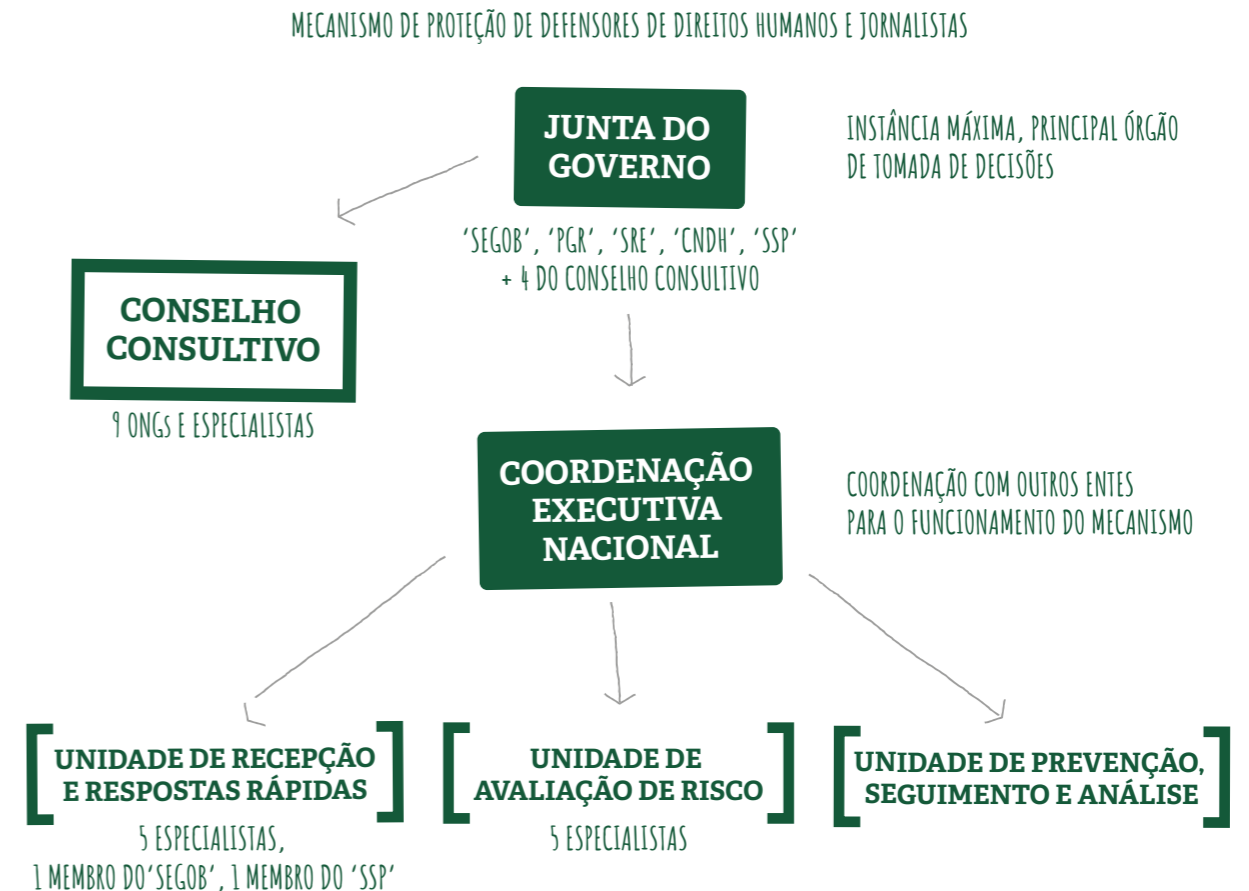 MECANISMO DE PROTEÇÃO DE DEFENSORES DE DIREITOS HUMANOS E JORNALISTAS
JUNTA DO
GOVERNO
INSTÂNCIA MÁXIMA, PRINCIPAL ÓRGÃO
DE TOMADA DE DECISÕES
‘SEGOB’, ‘PGR’, ‘SRE’, ‘CNDH’, ‘SSP’
+ 4 DO CONSELHO CONSULTIVO
CONSELHO
CONSULTIVO
9 ONGs E ESPECIALISTAS
COORDENAÇÃO
EXECUTIVA
NACIONAL
COORDENAÇÃO COM OUTROS ENTES
PARA O FUNCIONAMENTO DO MECANISMO
UNIDADE DE RECEPÇÃO
E RESPOSTAS RÁPIDAS
5 ESPECIALISTAS,
1 MEMBRO DO‘SEGOB’, 1 MEMBRO DO ‘SSP’
UNIDADE DE
AVALIAÇÃO DE RISCO
5 ESPECIALISTAS
UNIDADE DE PREVENÇÃO,
SEGUIMENTO E ANÁLISE